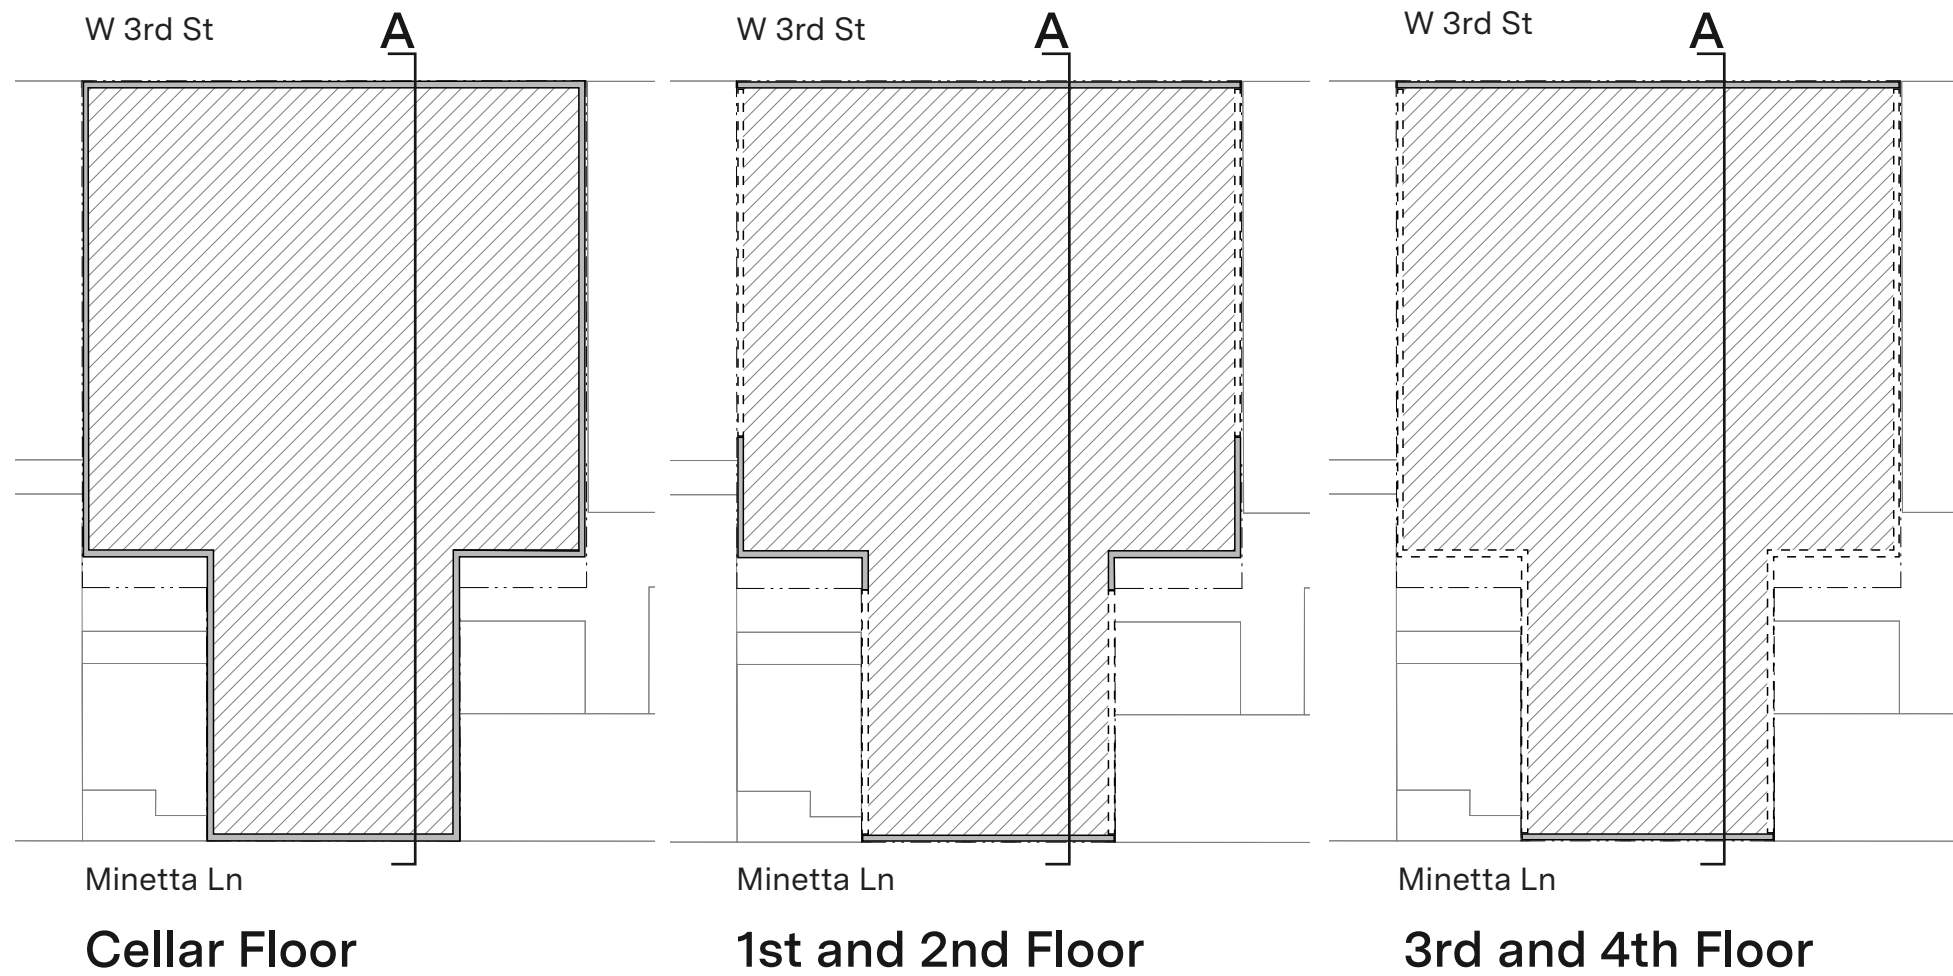 W 3rd St
A
W 3rd St
A
W 3rd St
A
Minetta Ln
Minetta Ln
Minetta Ln
Cellar Floor
1st and 2nd Floor
3rd and 4th Floor